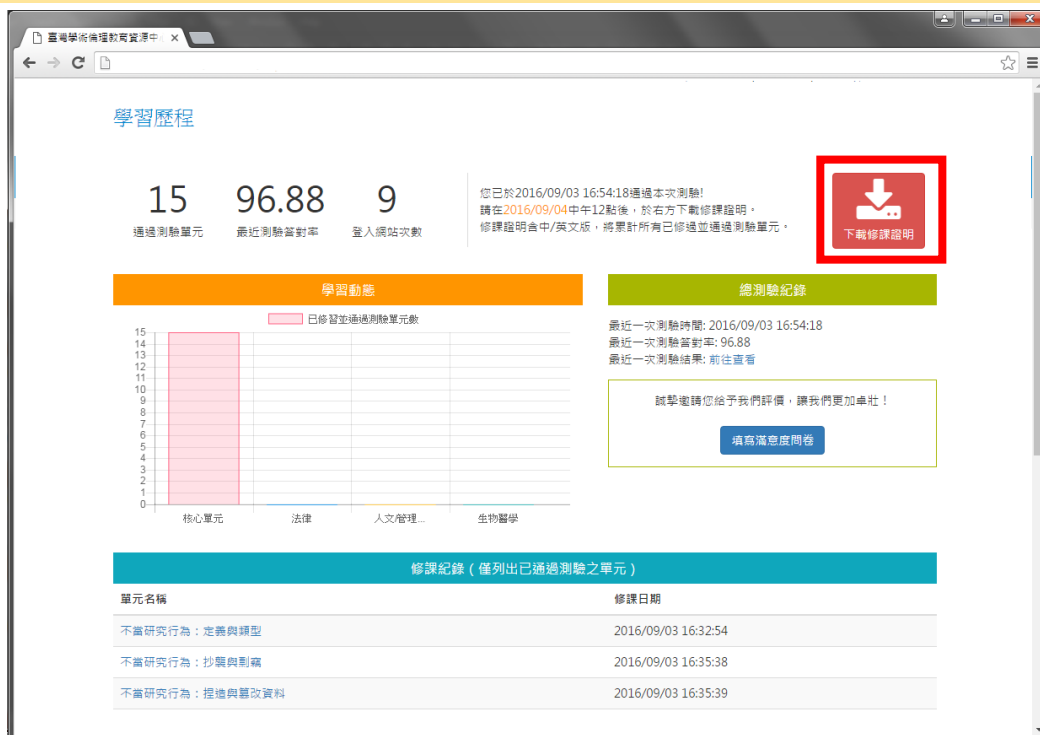 臺灣學術倫理教育資源中
學習歷程
15
通過測驗單元
96.88
最近測驗答對率
9
登入網站次數
您已於2016/09/03 16:54:18通過本次測驗!
請在2016/09/04中午12點後，於右方下載修課證明。
修課證明含中/英文版，將累計所有已修過並通過測驗單元。
下載修課證明
學習動態
已修習並通過測驗單元數
15
14
13
12
11
10
9
8
7
6
5
4
3
2
1
0
核心單元 法律 人文/管理... 生物醫學
總測驗紀錄
最近一次測驗時間: 2016/09/03 16:54:18
最近一次測驗答對率: 96.88
最近一次測驗結果: 前往查看
誠摯邀請您給予我們評價，讓我們更加卓壯！
填寫滿意度問卷
修課紀錄 ( 僅列出已通過測驗之單元 )
單元名稱 修課日期
不當研究行為：定義與類型 2016/09/03 16:32:54
不當研究行為：抄襲與剽竊 2016/09/03 16:35:38
不當研究行為：捏造與篡改資料 2016/09/03 16:35:39